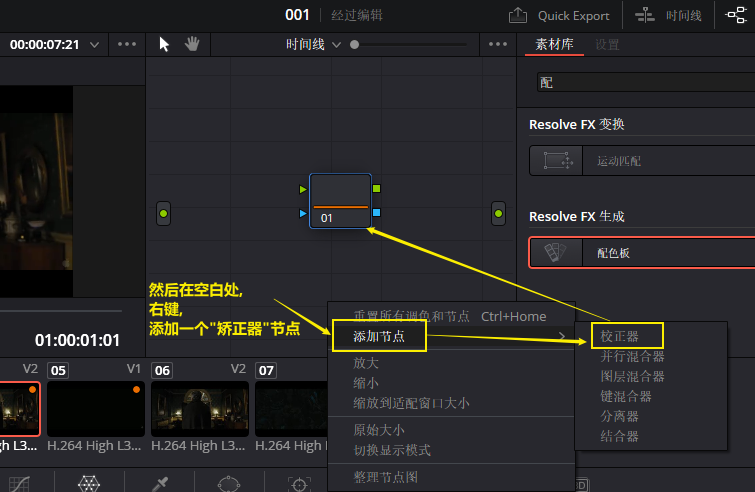 001 经过编辑 Quick Export 时间线
00:00:07:21 时间线 素材库 设置
配
Resolve FX 变换
运动匹配
01
Resolve FX 生成
配色板
然后在空白处,
右键,
添加一个"矫正器"节点
重置所有调色和节点 Ctrl+Home
添加节点
放大
缩小
缩放到适配窗口大小
原始大小
切换显示模式
整理节点图
校正器
并行混合器
图层混合器
键混合器
分离器
结合器
01:00:01:01
V2 05 V1 06 V2 07
gh L3... H.264 High L3... H.264 High L3... H.264 High